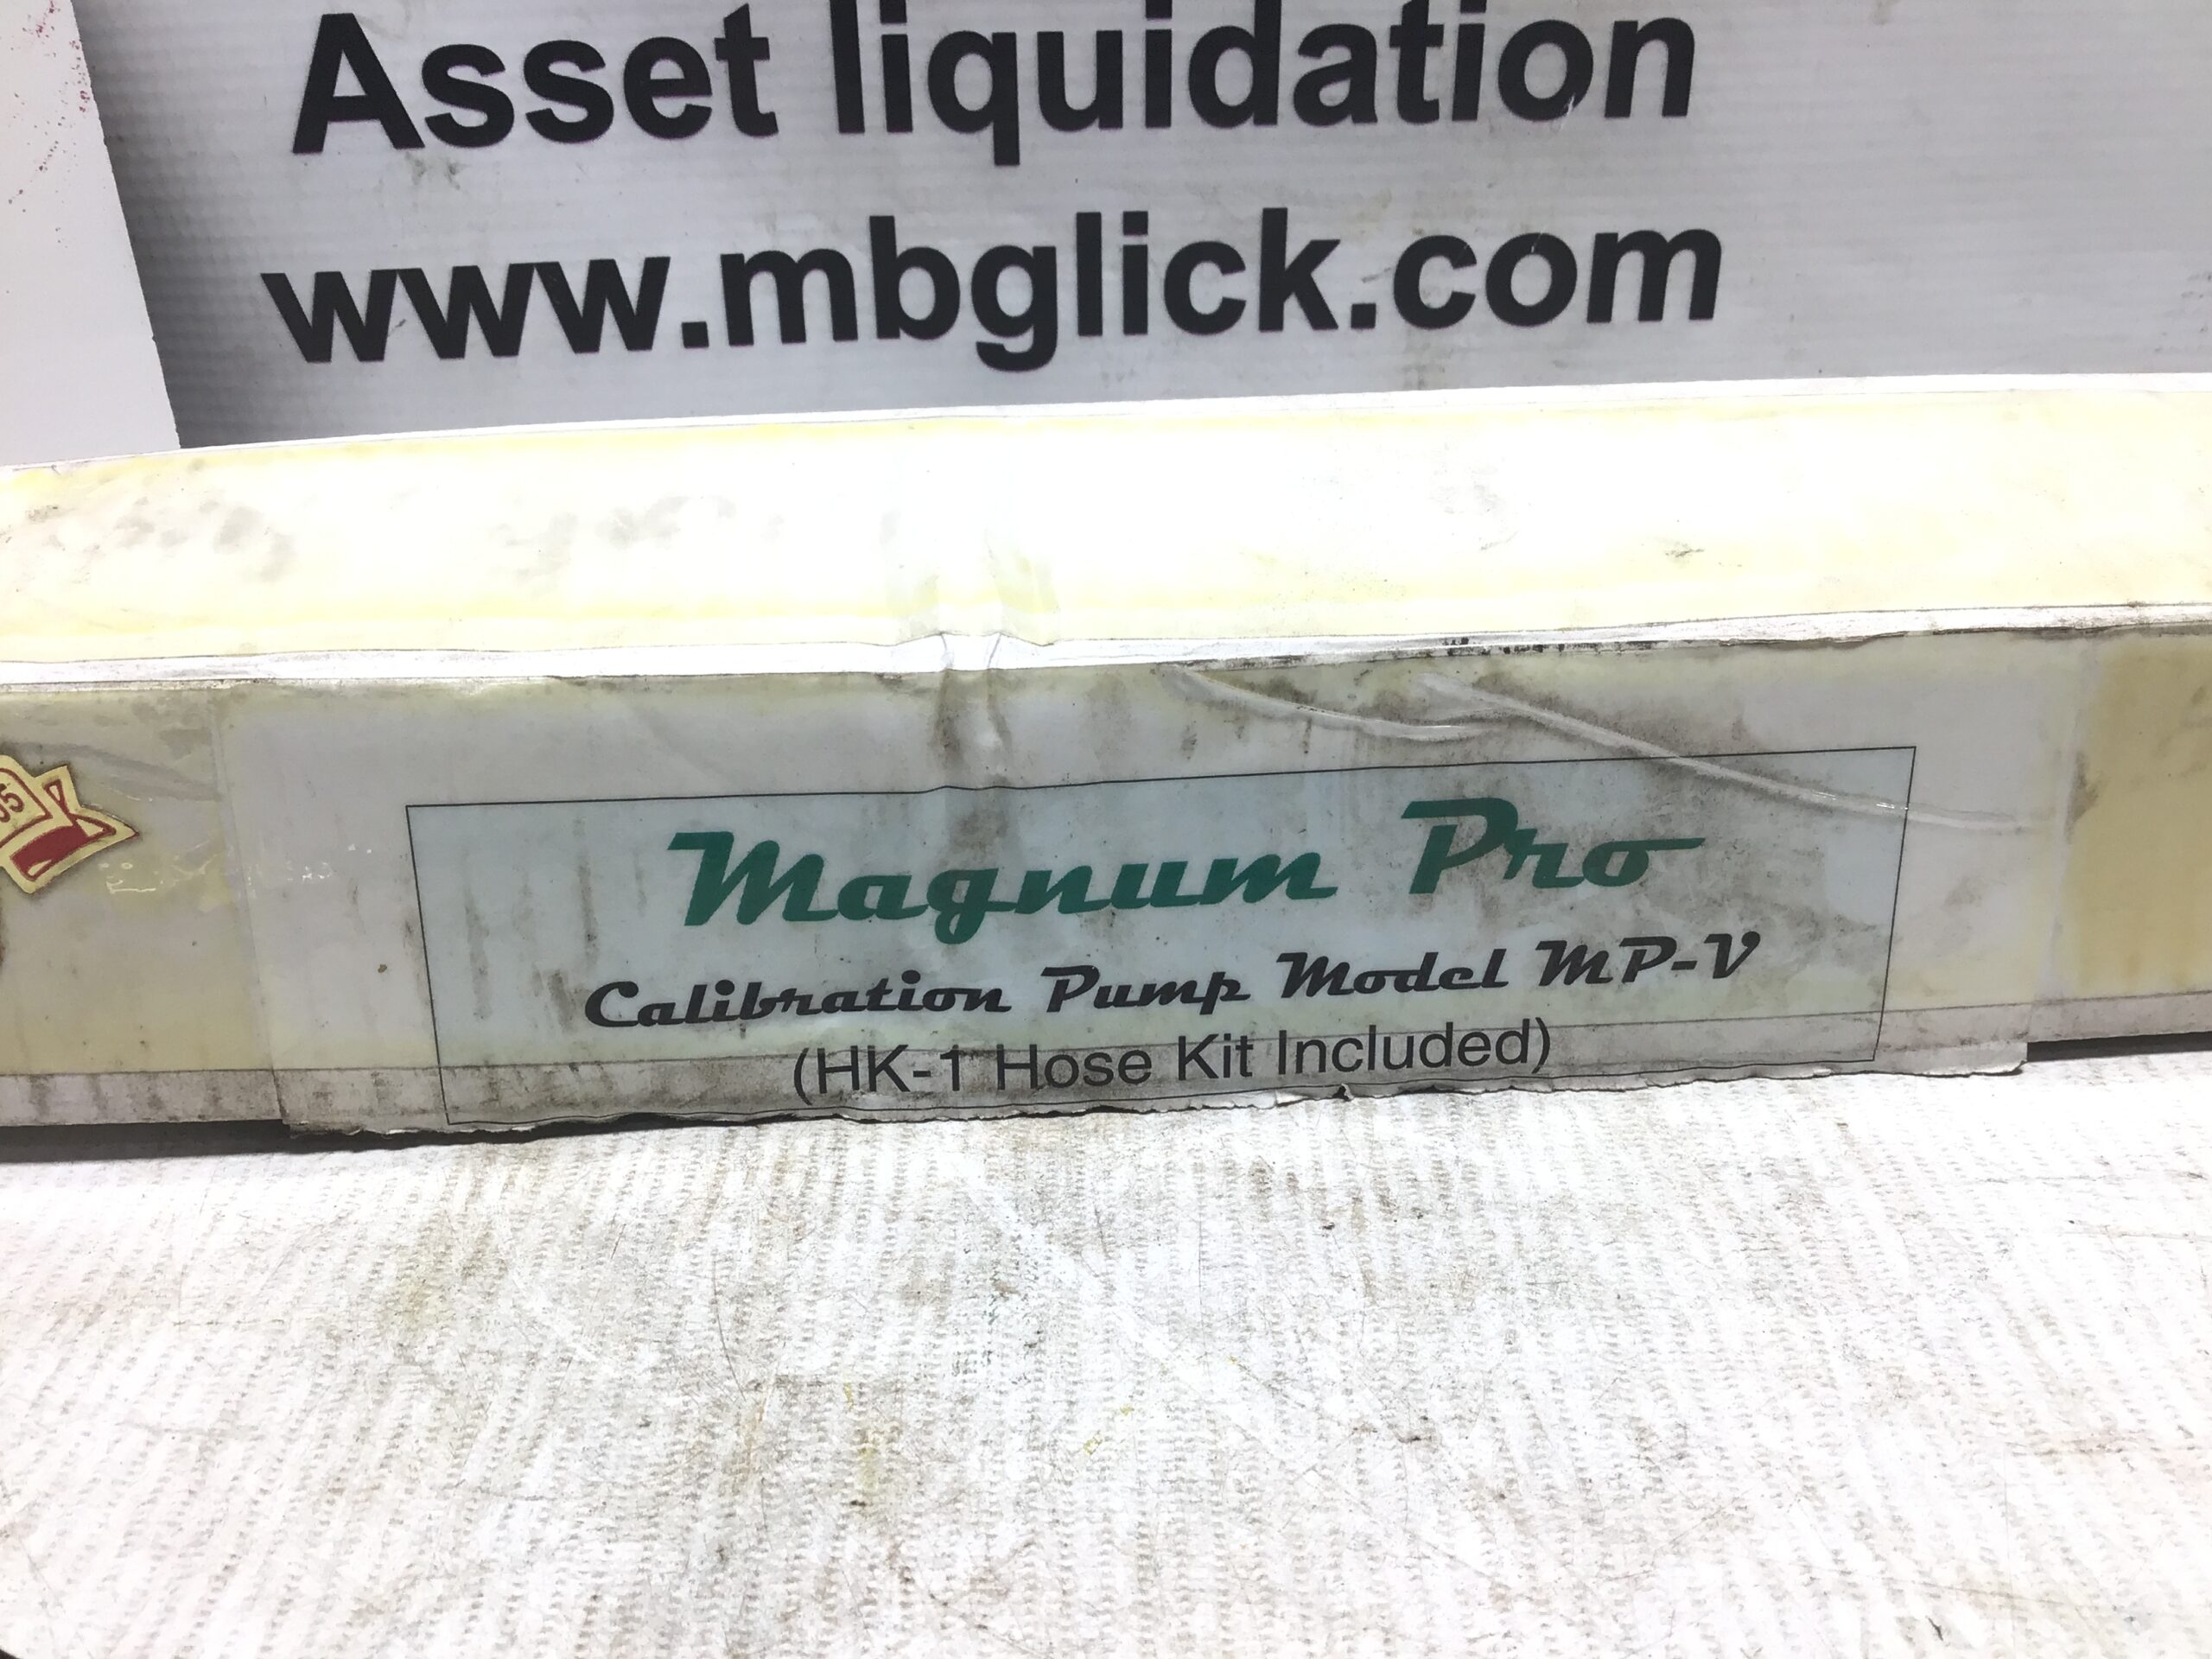 Asset liquidation
www.mbglick.com
Magnum Pro
Calibration Pump Model MP-V
(HK-1 Hose Kit Included)